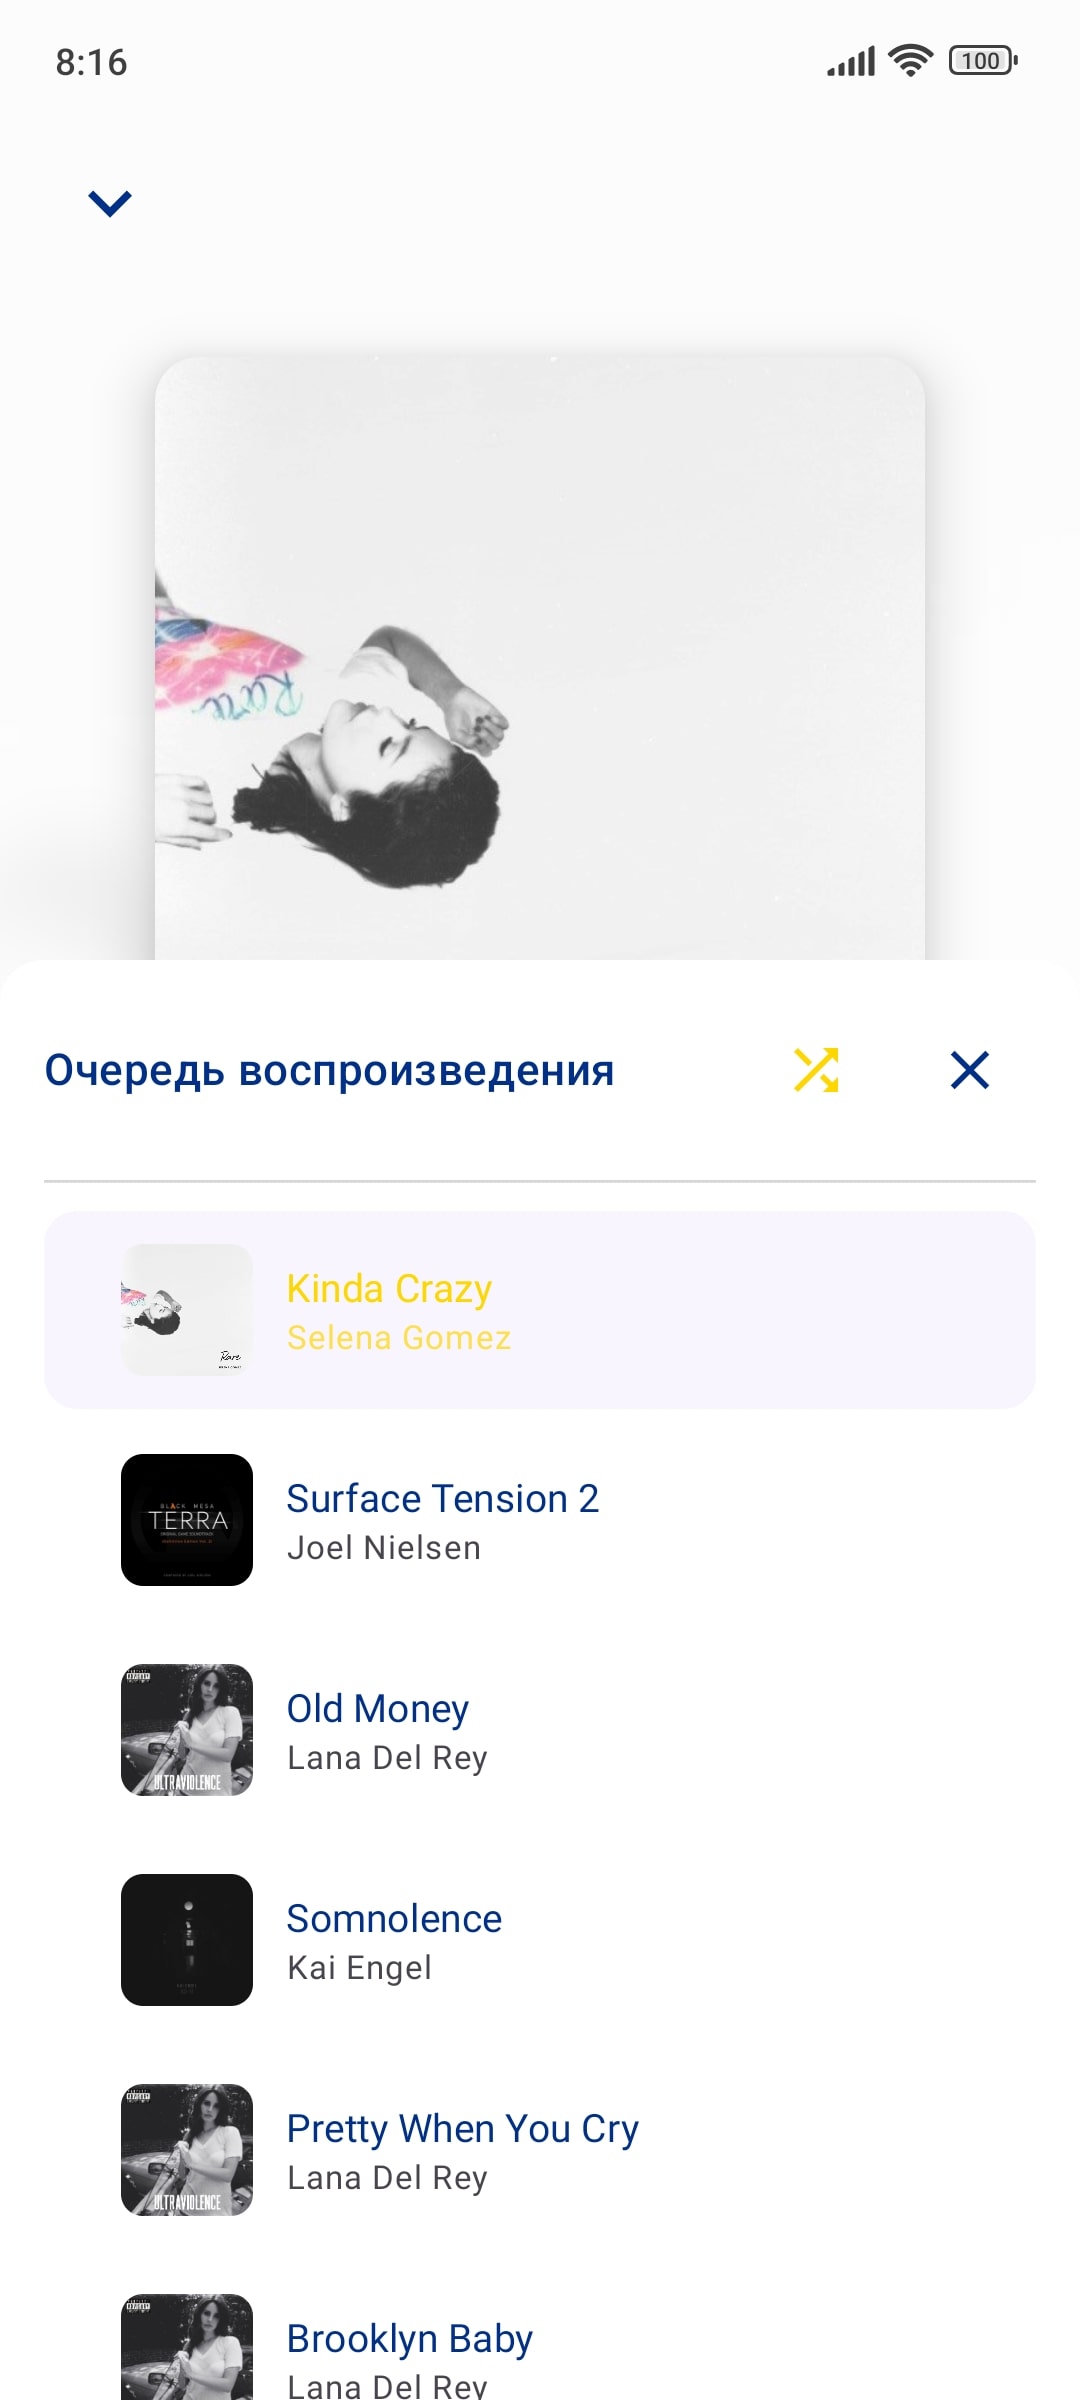 8:16
100
Rare
Очередь воспроизведения
Rare
Kinda Crazy
Selena Gomez
BLACK MESA
TERRA
Surface Tension 2
Joel Nielsen
ULTRAVIOLENCE
Old Money
Lana Del Rey
Somnolence
Kai Engel
ULTRAVIOLENCE
Pretty When You Cry
Lana Del Rey
Brooklyn Baby
Lana Del Rey